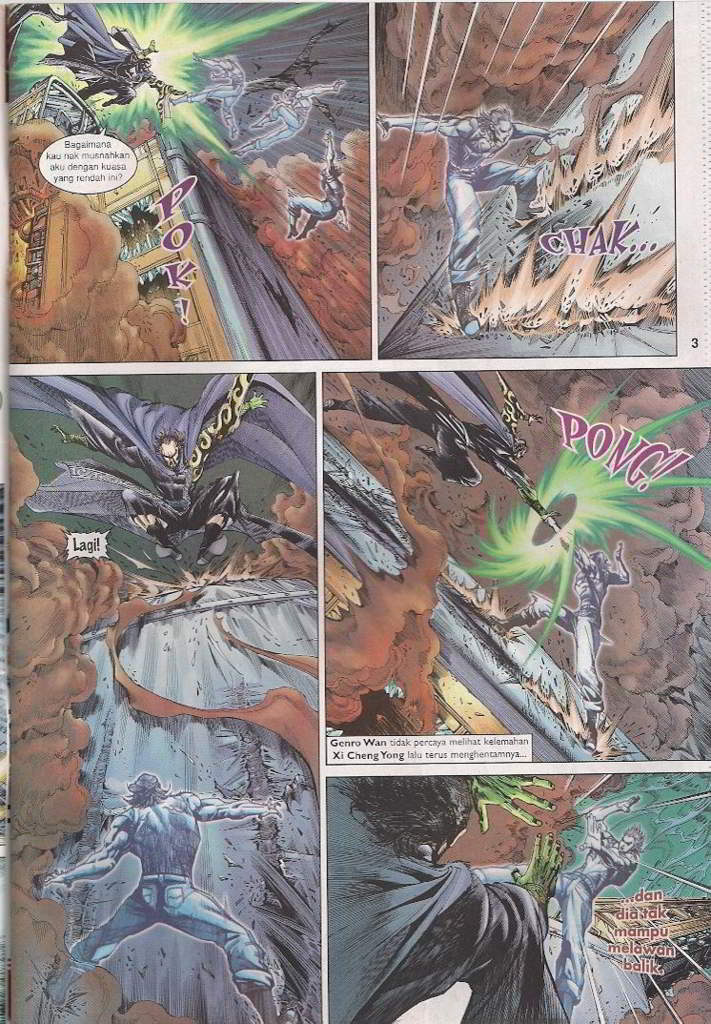 Bagaimana
kau nak musnahkan
aku dengan kuasa
yang rendah ini?
POK!
CHAK...
3
Lagi!
PONG!
Genro Wan tidak percaya melihat kelemahan
Xi Cheng Yong lalu terus menghentamnya...
...dan
dia tak
mampu
melawan
balik.